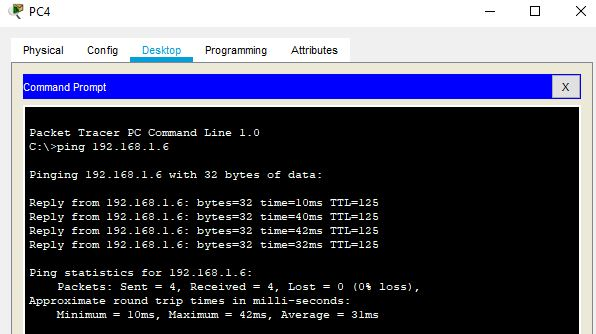 PC4
Physical Config Desktop Programming Attributes
Command Prompt
X
Packet Tracer PC Command Line 1.0
C:\>ping 192.168.1.6
Pinging 192.168.1.6 with 32 bytes of data:
Reply from 192.168.1.6: bytes=32 time=10ms TTL=125
Reply from 192.168.1.6: bytes=32 time=40ms TTL=125
Reply from 192.168.1.6: bytes=32 time=42ms TTL=125
Reply from 192.168.1.6: bytes=32 time=32ms TTL=125
Ping statistics for 192.168.1.6:
Packets: Sent = 4, Received = 4, Lost = 0 (0% loss),
Approximate round trip times in milli-seconds:
Minimum = 10ms, Maximum = 42ms, Average = 31ms